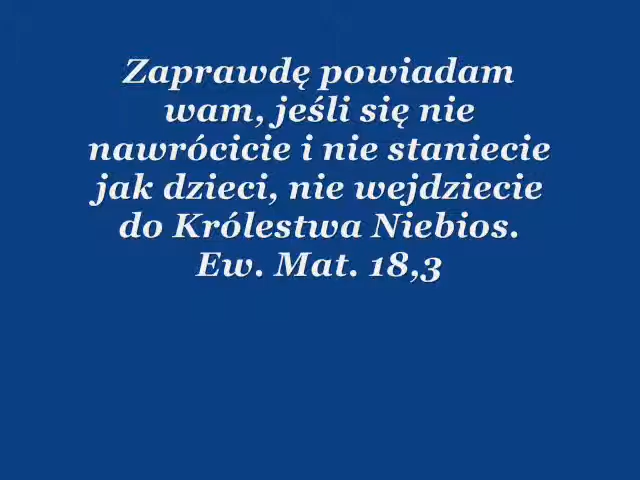 Zaprawdę powiadam
wam, jeśli się nie
nawrócicie i nie staniecie
jak dzieci, nie wejdziecie
do Królestwa Niebios.
Ew. Mat. 18,3